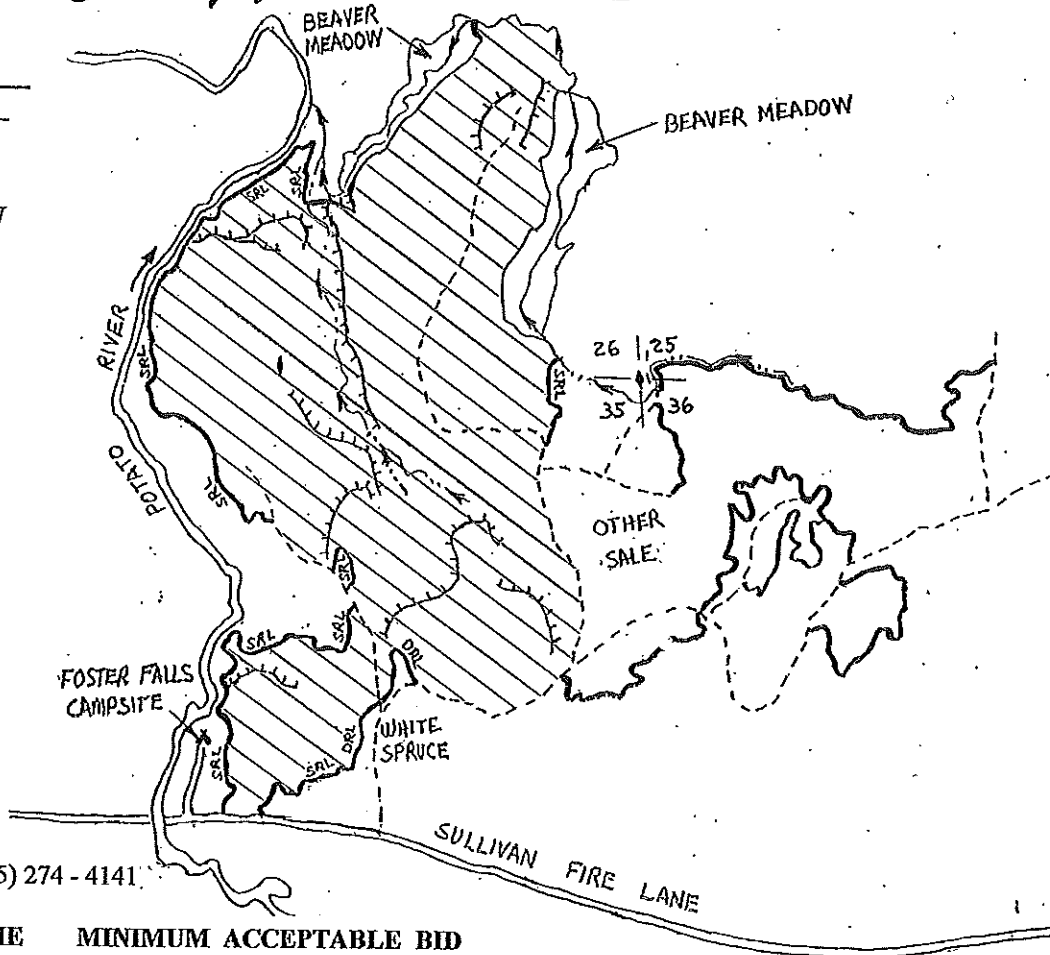 BEAVER
MEADOW
BEAVER MEADOW
SRL
SRL
RIVER
SRL
26 25
SRL
35 36
POTATO
SRL
OTHER
SALE
SRL
SRL
SRL
DRL
FOSTER FALLS
CAMPSITE
WHITE
SPRUCE
DRL
SRL
SRL
SULLIVAN FIRE LANE
5) 274 - 4141
MINIMUM ACCEPTABLE BID